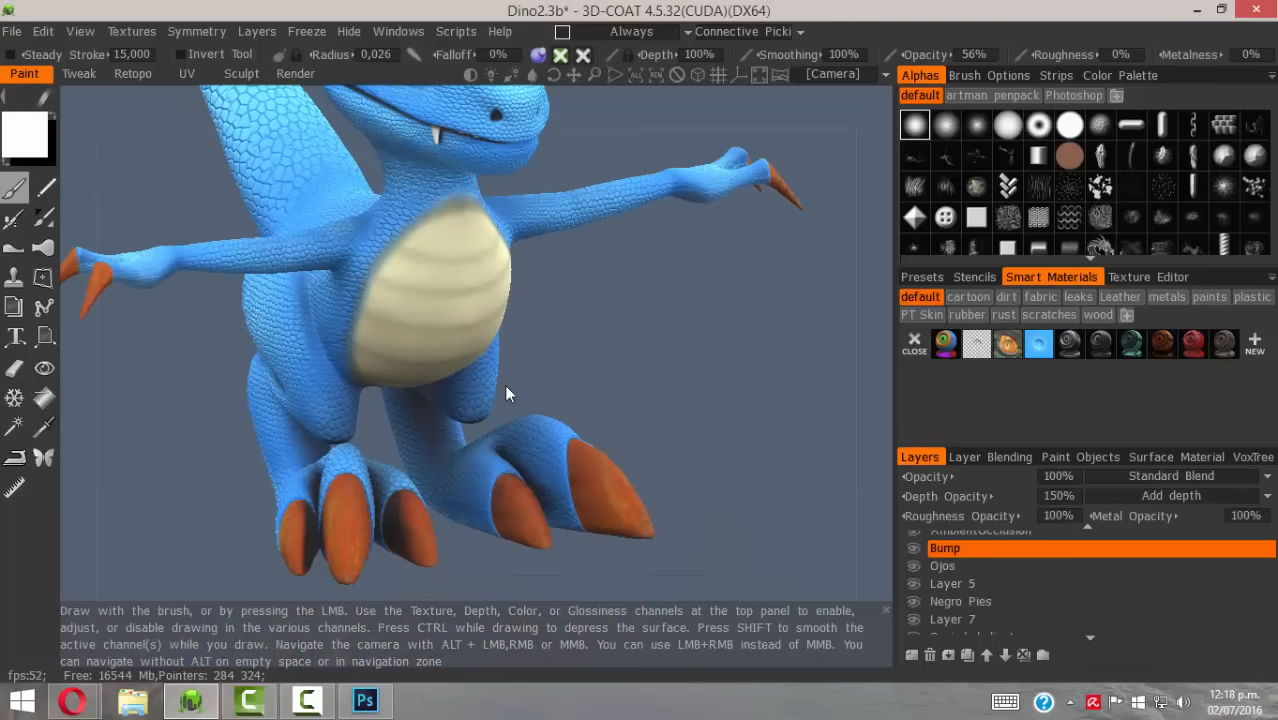 Dino2.3b* - 3D-COAT 4.5.32(CUDA)(DX64)
File Edit View Textures Symmetry Layers Freeze Hide Windows Scripts Help Always Connective Picki
Steady Stroke 15,000 Invert Tool Radius 0,026 Falloff 0% Depth 100% Smoothing 100% Opacity 56% Roughness 0% Metalness 0%
Paint Tweak Retopo UV Sculpt Render [Camera]
Alphas Brush Options Strips Color Palette
default artman penpack Photoshop
Presets Stencils Smart Materials Texture Editor
default cartoon dirt fabric leaks Leather metals paints plastic
PT Skin rubber rust scratches wood
CLOSE NEW
Layers Layer Blending Paint Objects Surface Material VoxTree
Opacity 100% Standard Blend
Depth Opacity 150% Add depth
Roughness Opacity 100% Metal Opacity 100%
AmbientOcclusion
Bump
Ojos
Layer 5
Negro Pies
Layer 7
Draw with the brush, or by pressing the LMB. Use the Texture, Depth, Color, or Glossiness channels at the top panel to enable,
adjust, or disable drawing in the various channels. Press CTRL while drawing to depress the surface. Press SHIFT to smooth the
active channel(s) while you draw. Navigate the camera with ALT + LMB,RMB or MMB. You can use LMB+RMB instead of MMB. You
can navigate without ALT on empty space or in navigation zone
fps:52; Free: 16544 Mb,Pointers: 284 324;
Ps
12:18 p.m.
02/07/2016